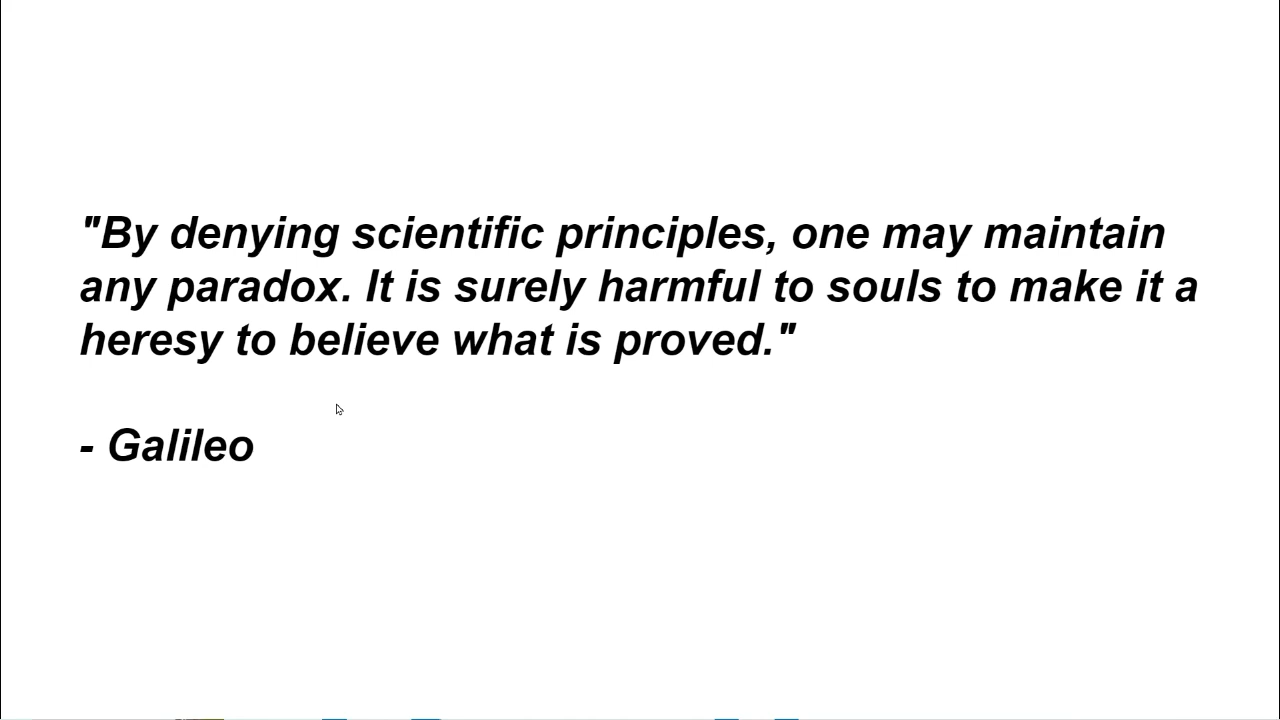 "By denying scientific principles, one may maintain
any paradox. It is surely harmful to souls to make it a
heresy to believe what is proved."
- Galileo